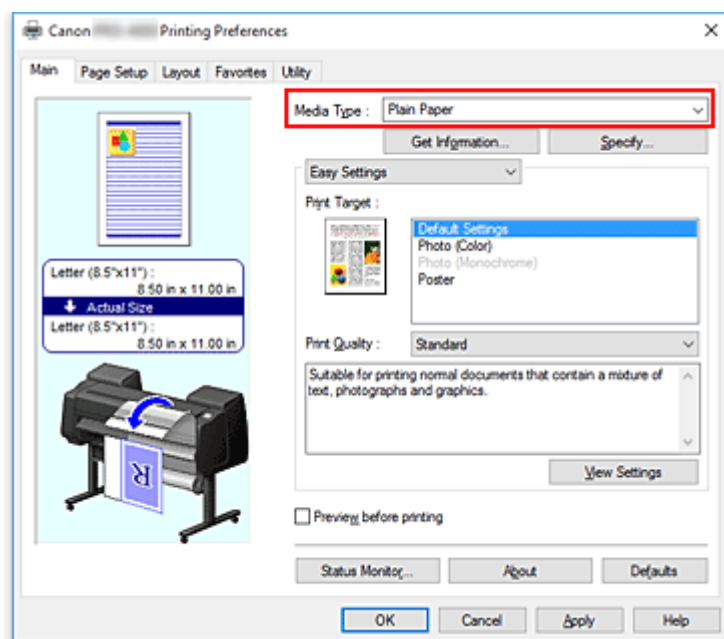 Canon Printing Preferences
Main Page Setup Layout Favorites Utility
Media Type : Plain Paper
Get Information... Specify...
Easy Settings
Print Target :
Default Settings
Photo (Color)
Photo (Monochrome)
Poster
Letter (8.5"x11") :
8.50 in x 11.00 in
Actual Size
Letter (8.5"x11") :
8.50 in x 11.00 in
R
Print Quality : Standard
Suitable for printing normal documents that contain a mixture of
text, photographs and graphics.
View Settings
Preview before printing
Status Monitor... About Defaults
OK Cancel Apply Help